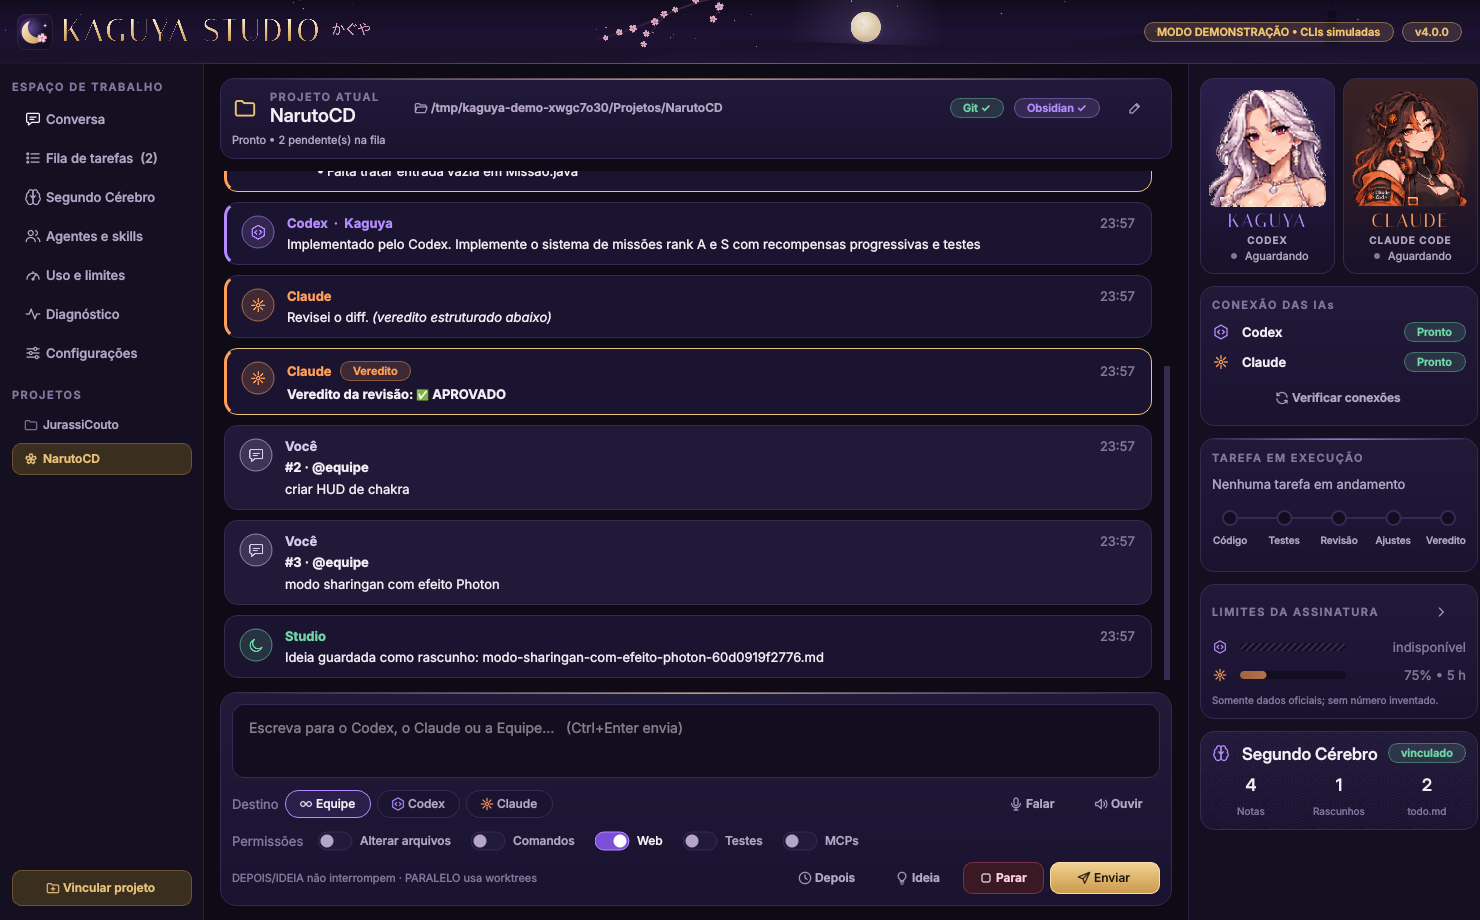 KAGUYA STUDIO かぐや
MODO DEMONSTRAÇÃO • CLIs simuladas
v4.0.0
ESPAÇO DE TRABALHO
Conversa
Fila de tarefas (2)
Segundo Cérebro
Agentes e skills
Uso e limites
Diagnóstico
Configurações
PROJETOS
JurassiCouto
NarutoCD
Vincular projeto
PROJETO ATUAL
NarutoCD
/tmp/kaguya-demo-xwgc7o30/Projetos/NarutoCD
Git ✓
Obsidian ✓
Pronto • 2 pendente(s) na fila
• Falta tratar entrada vazia em Missao.java
Codex · Kaguya 23:57
Implementado pelo Codex. Implemente o sistema de missões rank A e S com recompensas progressivas e testes
Claude 23:57
Revisei o diff. (veredito estruturado abaixo)
Claude Veredito 23:57
Veredito da revisão: ✅ APROVADO
Você 23:57
#2 · @equipe
criar HUD de chakra
Você 23:57
#3 · @equipe
modo sharingan com efeito Photon
Studio 23:57
Ideia guardada como rascunho: modo-sharingan-com-efeito-photon-60d0919f2776.md
Escreva para o Codex, o Claude ou a Equipe... (Ctrl+Enter envia)
Destino Equipe Codex Claude Falar Ouvir
Permissões Alterar arquivos Comandos Web Testes MCPs
DEPOIS/IDEIA não interrompem · PARALELO usa worktrees
Depois Ideia Parar Enviar
KAGUYA
CODEX
Aguardando
CLAUDE
CLAUDE CODE
Aguardando
CONEXÃO DAS IAs
Codex Pronto
Claude Pronto
Verificar conexões
TAREFA EM EXECUÇÃO
Nenhuma tarefa em andamento
Código Testes Revisão Ajustes Veredito
LIMITES DA ASSINATURA
indisponível
75% • 5 h
Somente dados oficiais; sem número inventado.
Segundo Cérebro vinculado
4 1 2
Notas Rascunhos todo.md